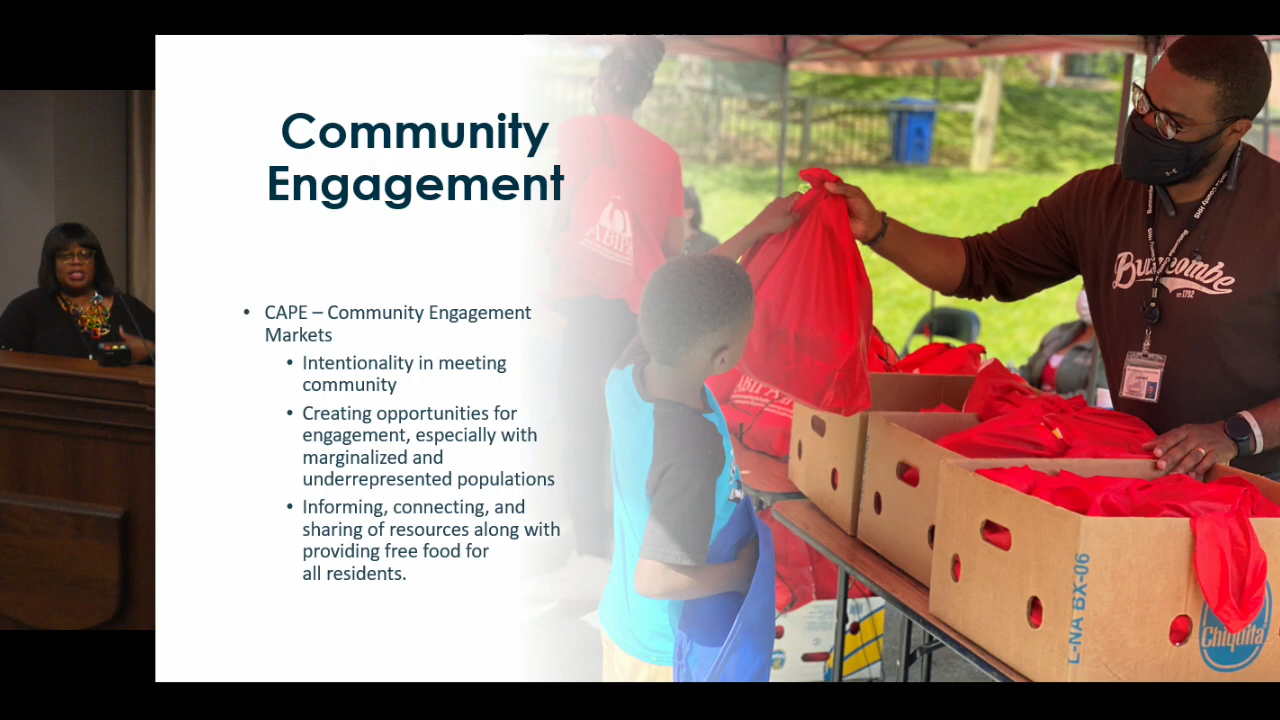 Community
Engagement
• CAPE – Community Engagement
Markets
• Intentionality in meeting
community
• Creating opportunities for
engagement, especially with
marginalized and
underrepresented populations
• Informing, connecting, and
sharing of resources along with
providing free food for
all residents.
Buncombe
est. 1792
L-NA BX-06
Chiquita